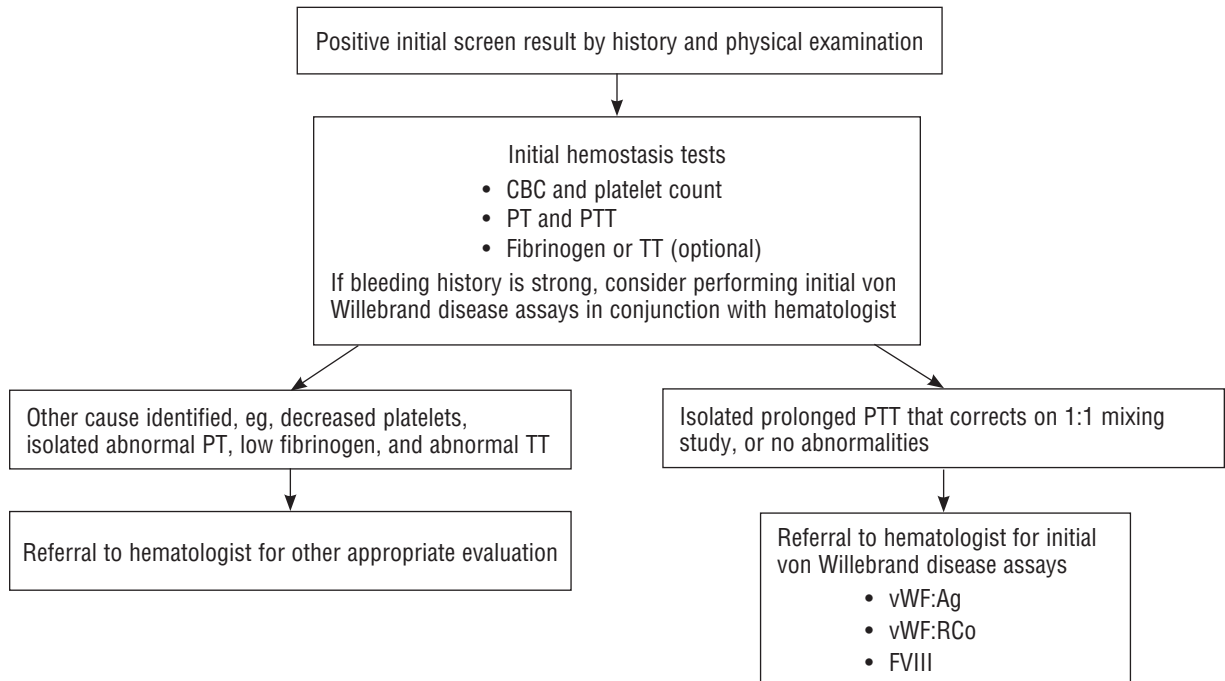 Positive initial screen result by history and physical examination
Initial hemostasis tests
• CBC and platelet count
• PT and PTT
• Fibrinogen or TT (optional)
If bleeding history is strong, consider performing initial von
Willebrand disease assays in conjunction with hematologist
Other cause identified, eg, decreased platelets,
isolated abnormal PT, low fibrinogen, and abnormal TT
Referral to hematologist for other appropriate evaluation
Isolated prolonged PTT that corrects on 1:1 mixing
study, or no abnormalities
Referral to hematologist for initial
von Willebrand disease assays
• vWF:Ag
• vWF:RCo
• FVIII